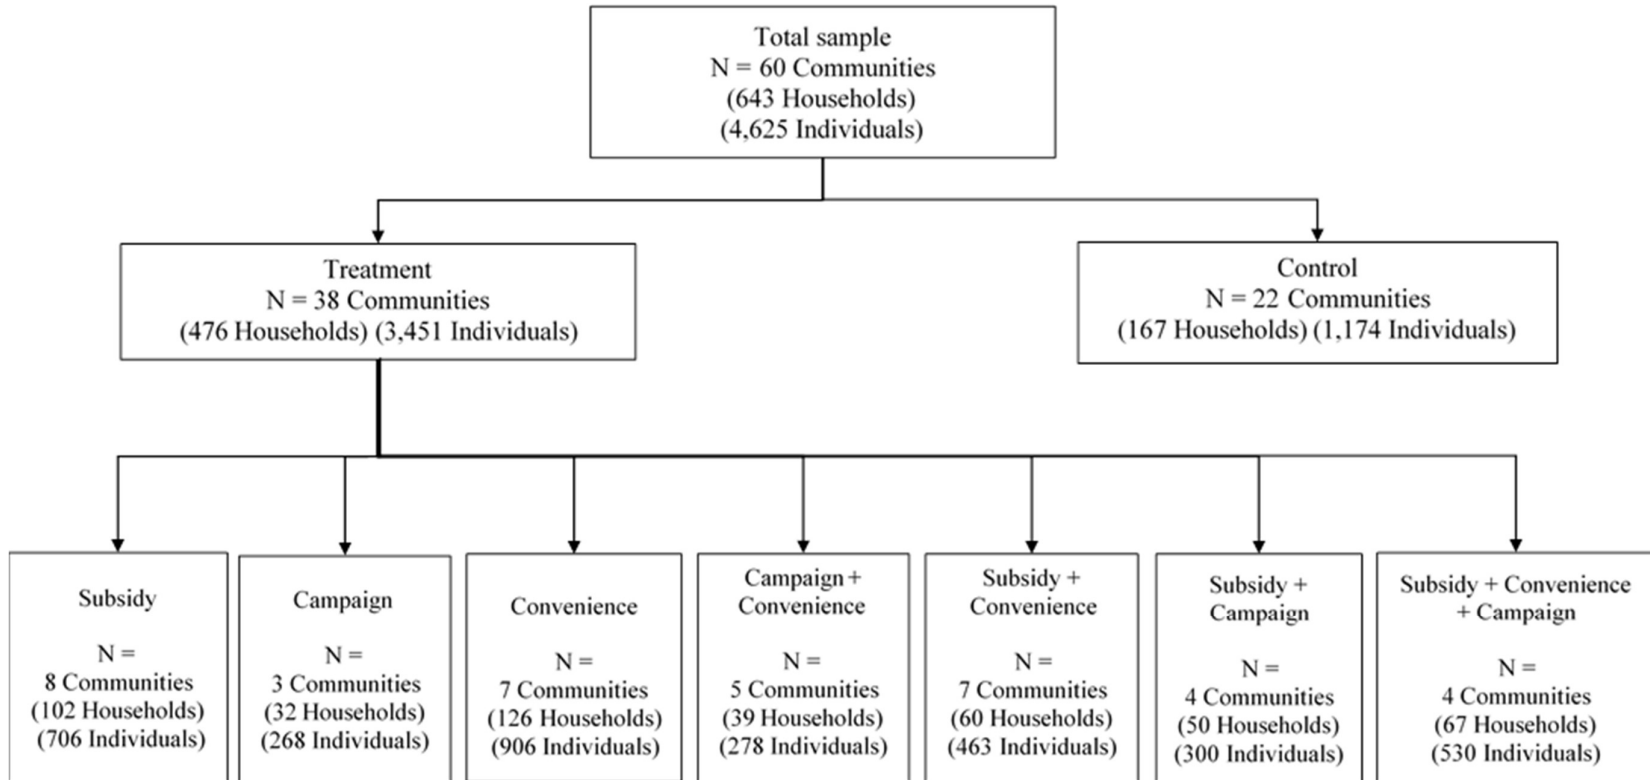 Total sample
N = 60 Communities
(643 Households)
(4,625 Individuals)
Treatment
N = 38 Communities
(476 Households) (3,451 Individuals)
Control
N = 22 Communities
(167 Households) (1,174 Individuals)
Subsidy
N =
8 Communities
(102 Households)
(706 Individuals)
Campaign
N =
3 Communities
(32 Households)
(268 Individuals)
Convenience
N =
7 Communities
(126 Households)
(906 Individuals)
Campaign +
Convenience
N =
5 Communities
(39 Households)
(278 Individuals)
Subsidy +
Convenience
N =
7 Communities
(60 Households)
(463 Individuals)
Subsidy +
Campaign
N =
4 Communities
(50 Households)
(300 Individuals)
Subsidy + Convenience
+ Campaign
N =
4 Communities
(67 Households)
(530 Individuals)